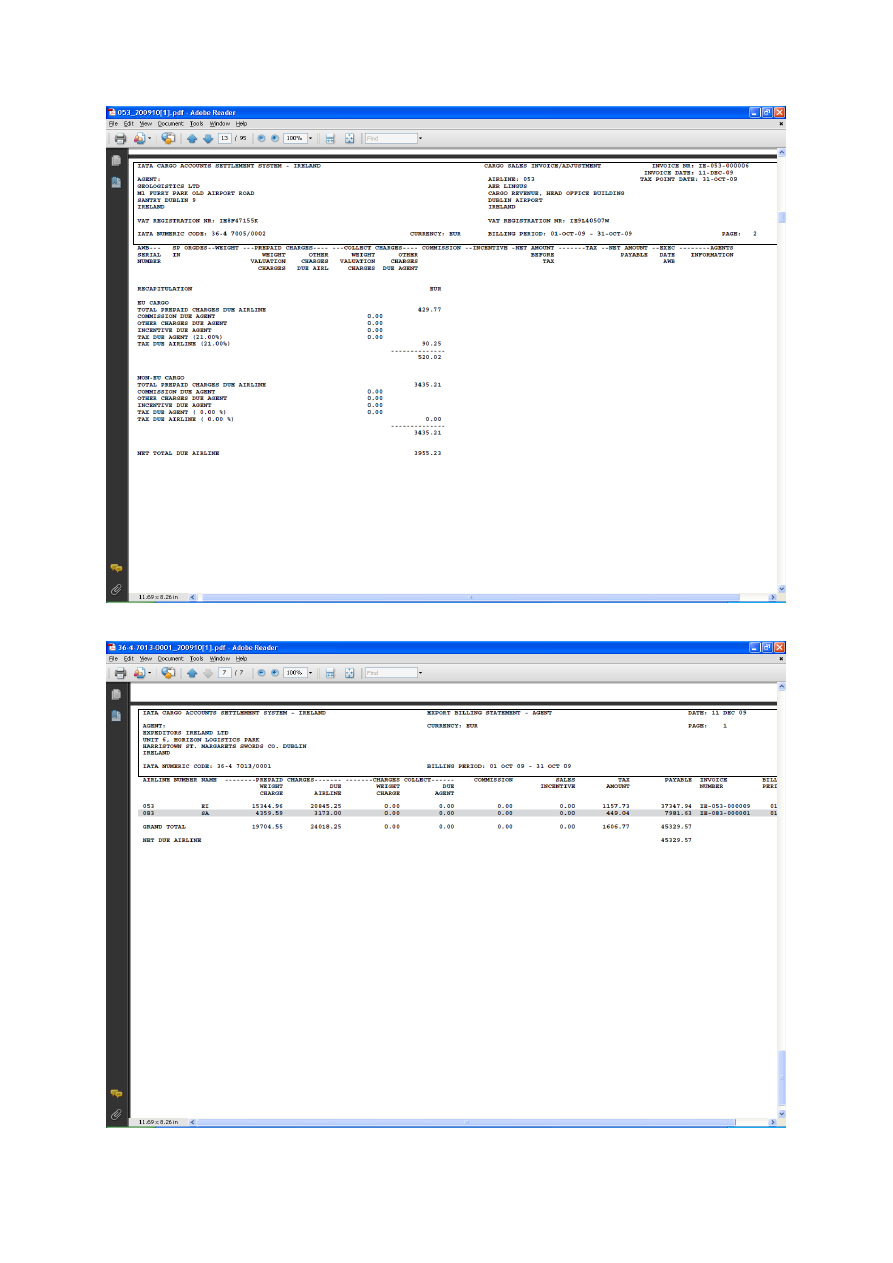 053_200910[1].pdf - Adobe Reader
File Edit View Document Tools Window Help
13 / 95 100% Find
IATA CARGO ACCOUNTS SETTLEMENT SYSTEM - IRELAND CARGO SALES INVOICE/ADJUSTMENT INVOICE NR: IE-053-000006
INVOICE DATE: 11-DEC-09
AGENT: AIRLINE: 053 TAX POINT DATE: 31-OCT-09
GEOLOGISTICS LTD AER LINGUS
M1 FURRY PARK OLD AIRPORT ROAD CARGO REVENUE, HEAD OFFICE BUILDING
SANTRY DUBLIN 9 DUBLIN AIRPORT
IRELAND IRELAND
VAT REGISTRATION NR: IE8F47155K VAT REGISTRATION NR: IE9L40507W
IATA NUMERIC CODE: 36-4 7005/0002 CURRENCY: EUR BILLING PERIOD: 01-OCT-09 - 31-OCT-09 PAGE: 2
AWB--- SP ORGDES--WEIGHT ---PREPAID CHARGES---- ---COLLECT CHARGES---- COMMISSION --INCENTIVE -NET AMOUNT -------TAX --NET AMOUNT --EXEC --------AGENTS
SERIAL IN WEIGHT OTHER WEIGHT OTHER BEFORE PAYABLE DATE INFORMATION
NUMBER VALUATION CHARGES VALUATION CHARGES TAX AWB
CHARGES DUE AIRL CHARGES DUE AGENT
RECAPITULATION EUR
EU CARGO
TOTAL PREPAID CHARGES DUE AIRLINE 429.77
COMMISSION DUE AGENT 0.00
OTHER CHARGES DUE AGENT 0.00
INCENTIVE DUE AGENT 0.00
TAX DUE AGENT (21.00%) 0.00
TAX DUE AIRLINE (21.00%) 90.25
--------------
520.02
NON-EU CARGO
TOTAL PREPAID CHARGES DUE AIRLINE 3435.21
COMMISSION DUE AGENT 0.00
OTHER CHARGES DUE AGENT 0.00
INCENTIVE DUE AGENT 0.00
TAX DUE AGENT ( 0.00 %) 0.00
TAX DUE AIRLINE ( 0.00 %) 0.00
--------------
3435.21
NET TOTAL DUE AIRLINE 3955.23
11.69 x 8.26 in
36-4-7013-0001_200910[1].pdf - Adobe Reader
File Edit View Document Tools Window Help
7 / 7 100% Find
IATA CARGO ACCOUNTS SETTLEMENT SYSTEM - IRELAND EXPORT BILLING STATEMENT - AGENT DATE: 11 DEC 09
AGENT: CURRENCY: EUR PAGE: 1
EXPEDITORS IRELAND LTD
UNIT 6, HORIZON LOGISTICS PARK
HARRISTOWN ST. MARGARETS SWORDS CO. DUBLIN
IRELAND
IATA NUMERIC CODE: 36-4 7013/0001 BILLING PERIOD: 01 OCT 09 - 31 OCT 09
AIRLINE NUMBER NAME --------PREPAID CHARGES------- -------CHARGES COLLECT------ COMMISSION SALES TAX PAYABLE INVOICE BILL
WEIGHT DUE WEIGHT DUE INCENTIVE AMOUNT NUMBER PERI
CHARGE AIRLINE CHARGE AGENT
053 EI 15344.96 20845.25 0.00 0.00 0.00 0.00 1157.73 37347.94 IE-053-000009 01
083 SA 4359.59 3173.00 0.00 0.00 0.00 0.00 449.04 7981.63 IE-083-000001 01
GRAND TOTAL 19704.55 24018.25 0.00 0.00 0.00 0.00 1606.77 45329.57
NET DUE AIRLINE 45329.57
11.69 x 8.26 in